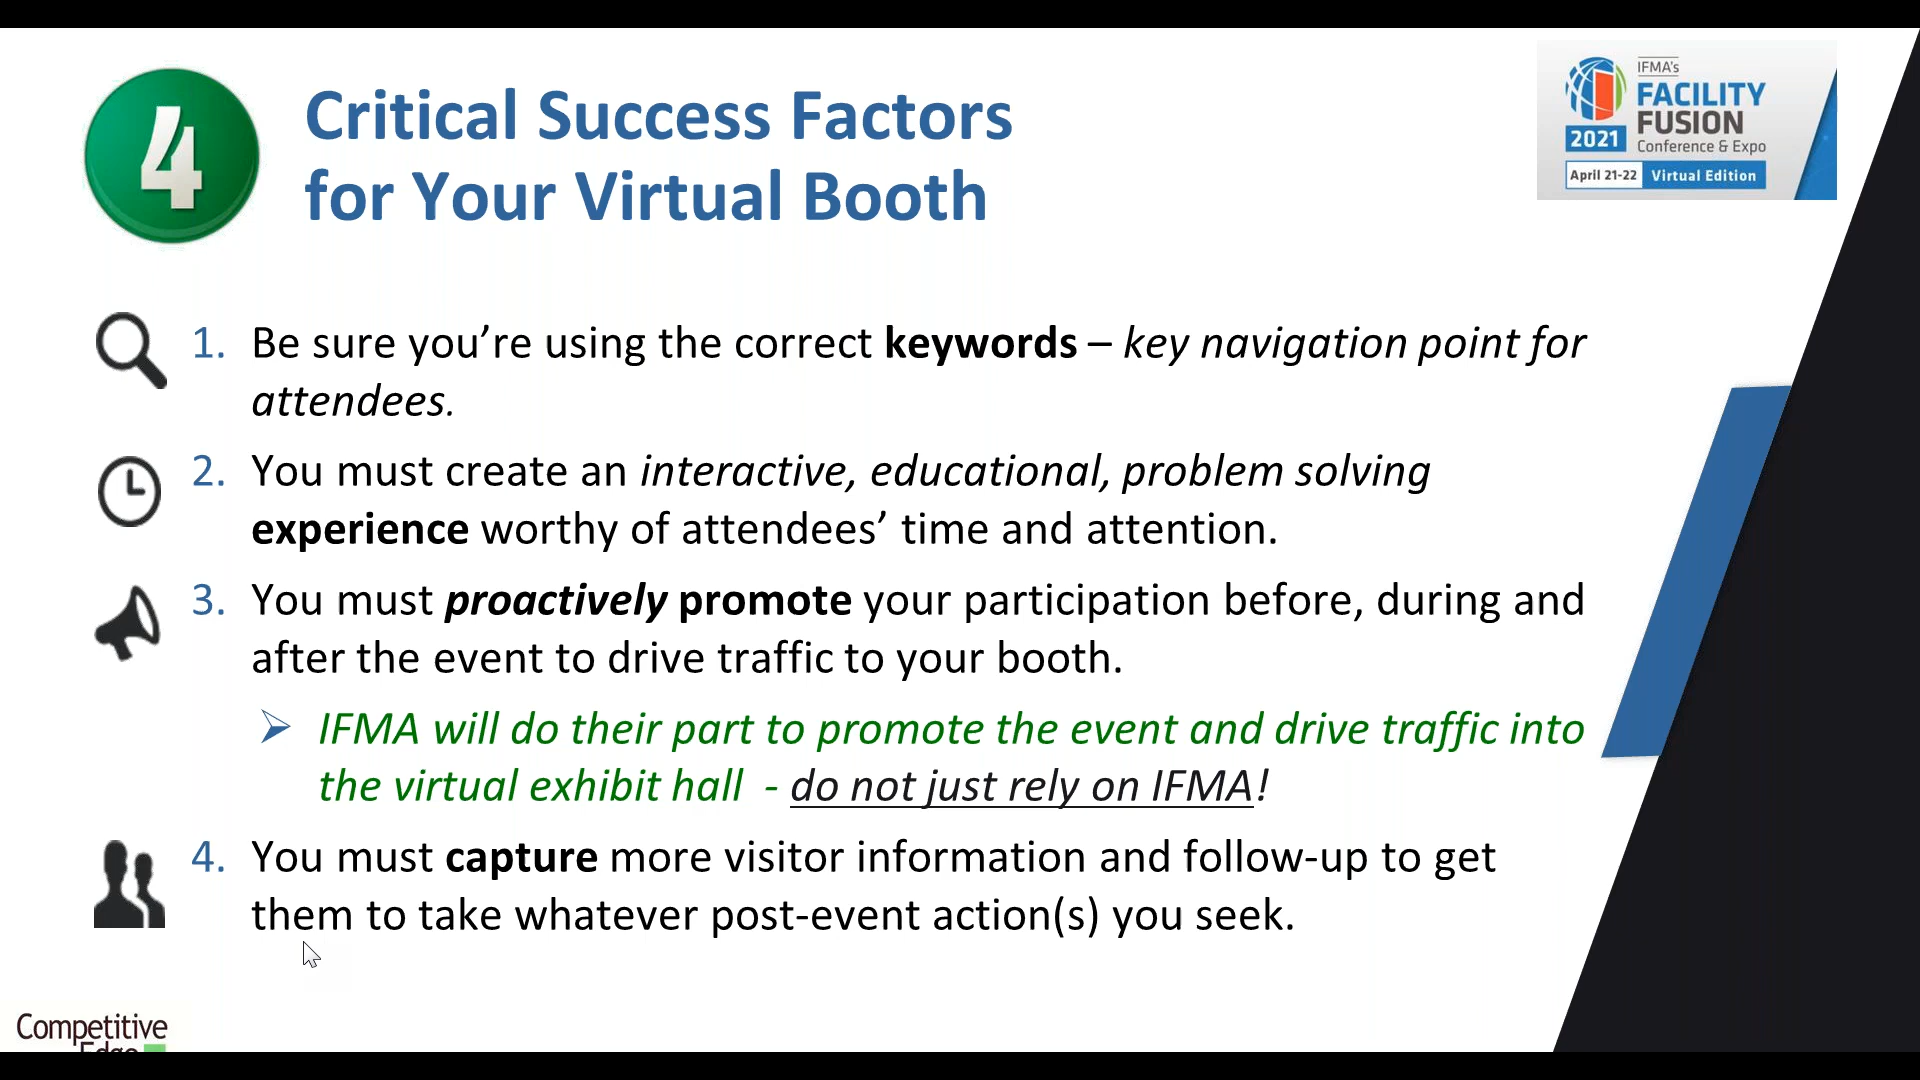 4
Critical Success Factors
for Your Virtual Booth
IFMA's
FACILITY
FUSION
2021
Conference & Expo
April 21-22 Virtual Edition
1. Be sure you’re using the correct keywords – key navigation point for
attendees.
2. You must create an interactive, educational, problem solving
experience worthy of attendees’ time and attention.
3. You must proactively promote your participation before, during and
after the event to drive traffic to your booth.
➢ IFMA will do their part to promote the event and drive traffic into
the virtual exhibit hall - do not just rely on IFMA!
4. You must capture more visitor information and follow-up to get
them to take whatever post-event action(s) you seek.
Competitive
Edge